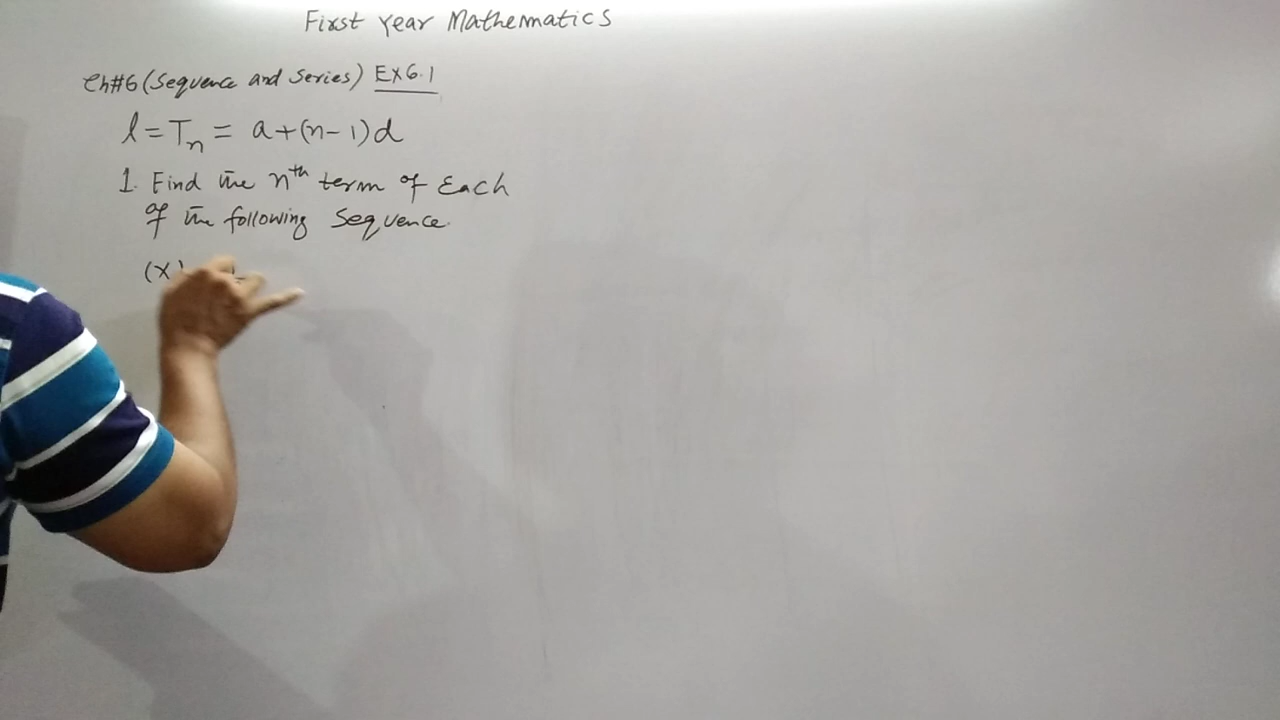 First Year Mathematics
Ch#6 (Sequence and Series) EX 6.1
l = Tn = a+(n-1)d
1. Find the nth term of Each
of the following Sequence.
(x)